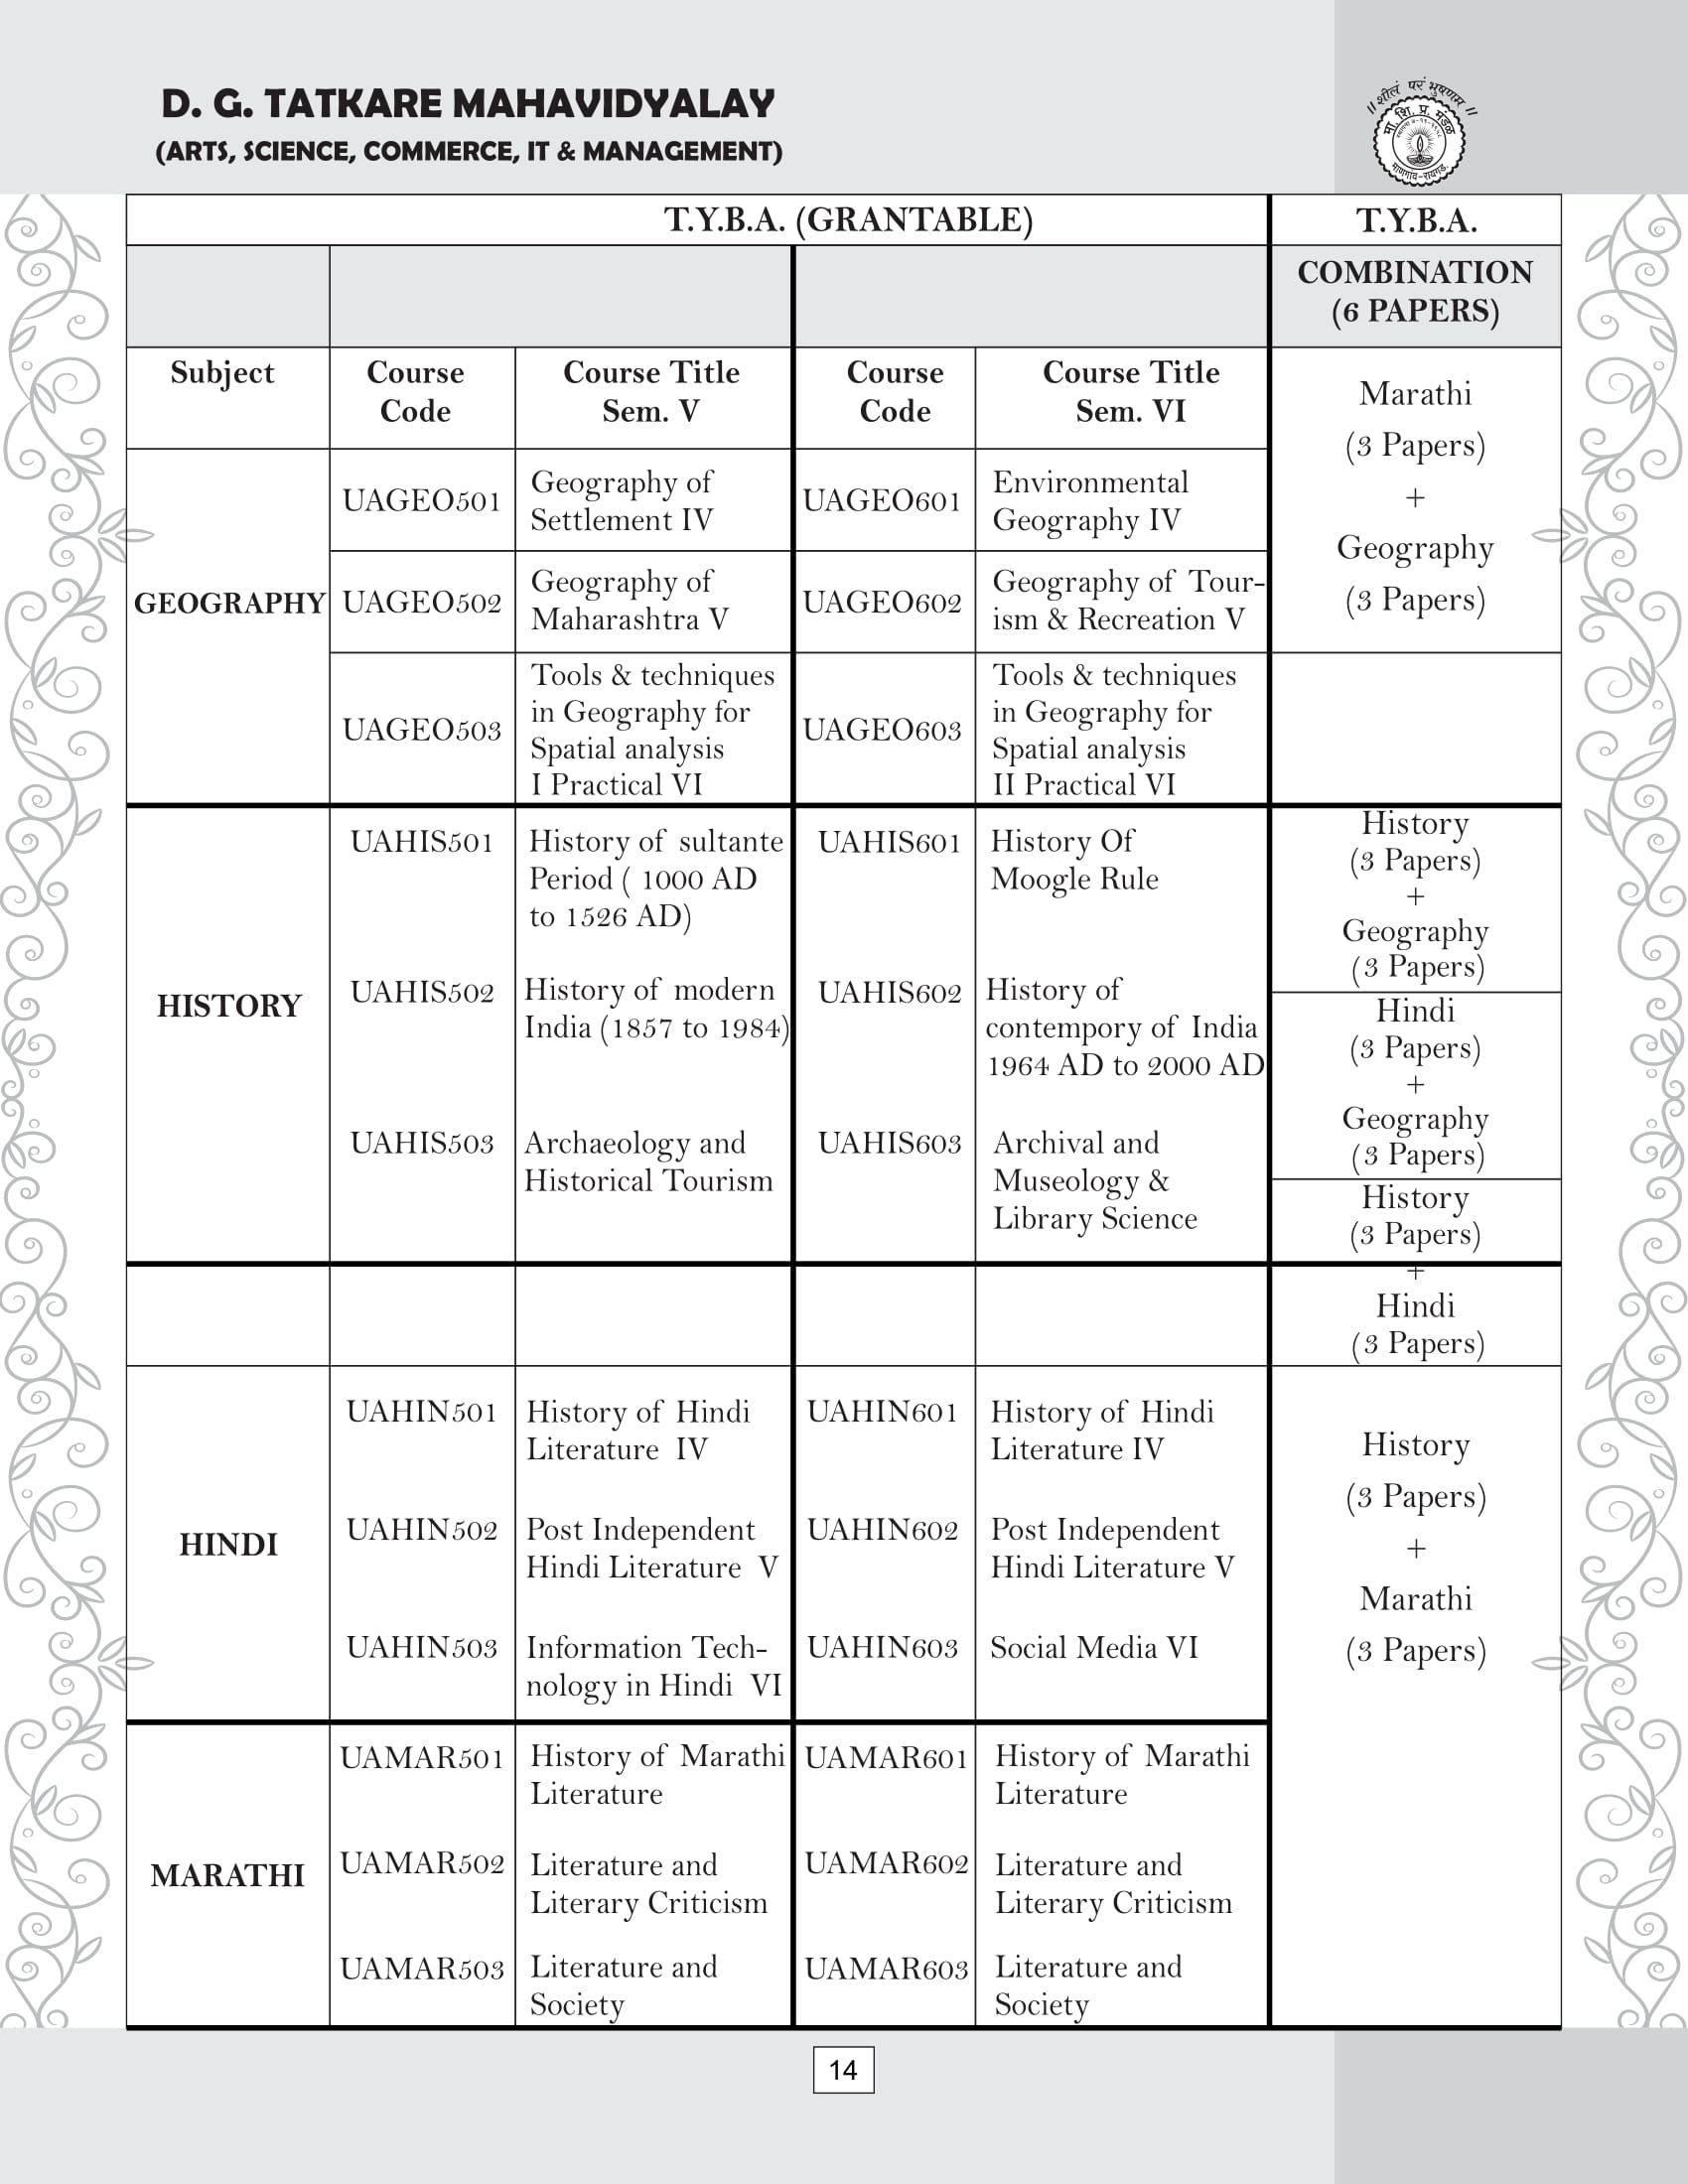 D. G. TATKARE MAHAVIDYALAY
(ARTS, SCIENCE, COMMERCE, IT & MANAGEMENT)
॥ शीलं परं भुषणम ॥
मा. शि. प्र. मंडळ
माणगांव-रायगड.
T.Y.B.A. (GRANTABLE)
T.Y.B.A.
COMBINATION
(6 PAPERS)
Subject
Course
Code
Course Title
Sem. V
Course
Code
Course Title
Sem. VI
Marathi
(3 Papers)
+
Geography
(3 Papers)
GEOGRAPHY
UAGEO501
Geography of
Settlement IV
UAGEO601
Environmental
Geography IV
UAGEO502
Geography of
Maharashtra V
UAGEO602
Geography of Tour-
ism & Recreation V
UAGEO503
Tools & techniques
in Geography for
Spatial analysis
I Practical VI
UAGEO603
Tools & techniques
in Geography for
Spatial analysis
II Practical VI
HISTORY
UAHIS501
History of sultante
Period ( 1000 AD
to 1526 AD)
UAHIS601
History Of
Moogle Rule
UAHIS502
History of modern
India (1857 to 1984)
UAHIS602
History of
contempory of India
1964 AD to 2000 AD
UAHIS503
Archaeology and
Historical Tourism
UAHIS603
Archival and
Museology &
Library Science
History
(3 Papers)
+
Geography
(3 Papers)
Hindi
(3 Papers)
+
Geography
(3 Papers)
History
(3 Papers)
+
Hindi
(3 Papers)
HINDI
UAHIN501
History of Hindi
Literature IV
UAHIN601
History of Hindi
Literature IV
UAHIN502
Post Independent
Hindi Literature V
UAHIN602
Post Independent
Hindi Literature V
UAHIN503
Information Tech-
nology in Hindi VI
UAHIN603
Social Media VI
History
(3 Papers)
+
Marathi
(3 Papers)
MARATHI
UAMAR501
History of Marathi
Literature
UAMAR601
History of Marathi
Literature
UAMAR502
Literature and
Literary Criticism
UAMAR602
Literature and
Literary Criticism
UAMAR503
Literature and
Society
UAMAR603
Literature and
Society
14